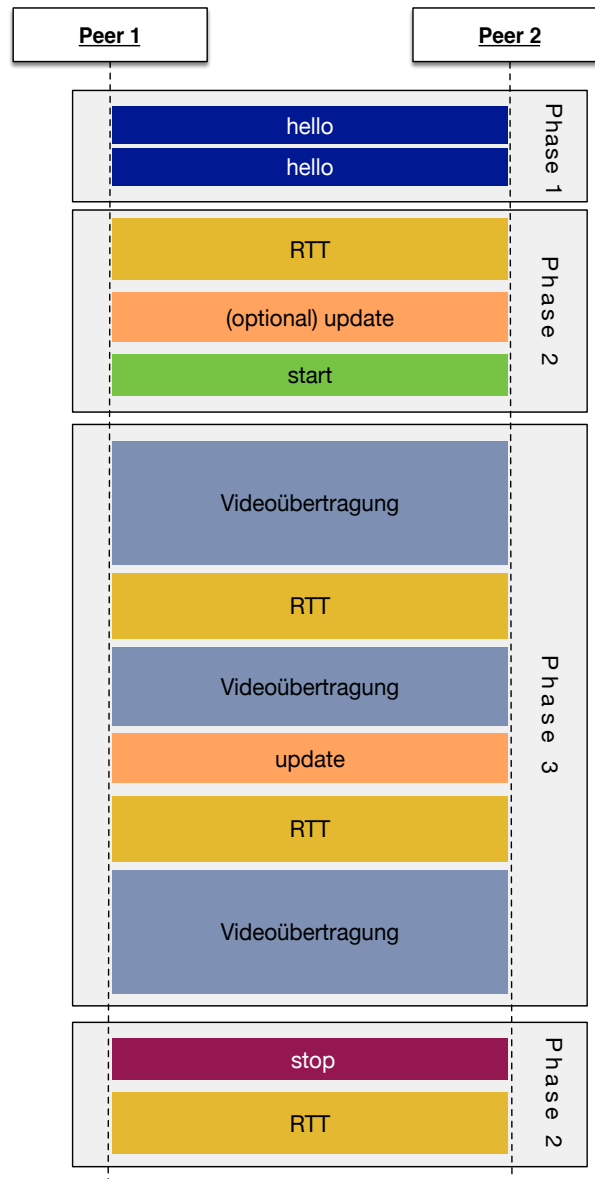 Peer 1
Peer 2
hello
hello
Phase 1
RTT
(optional) update
start
Phase 2
Videoübertragung
RTT
Videoübertragung
update
RTT
Videoübertragung
Phase 3
stop
RTT
Phase 2